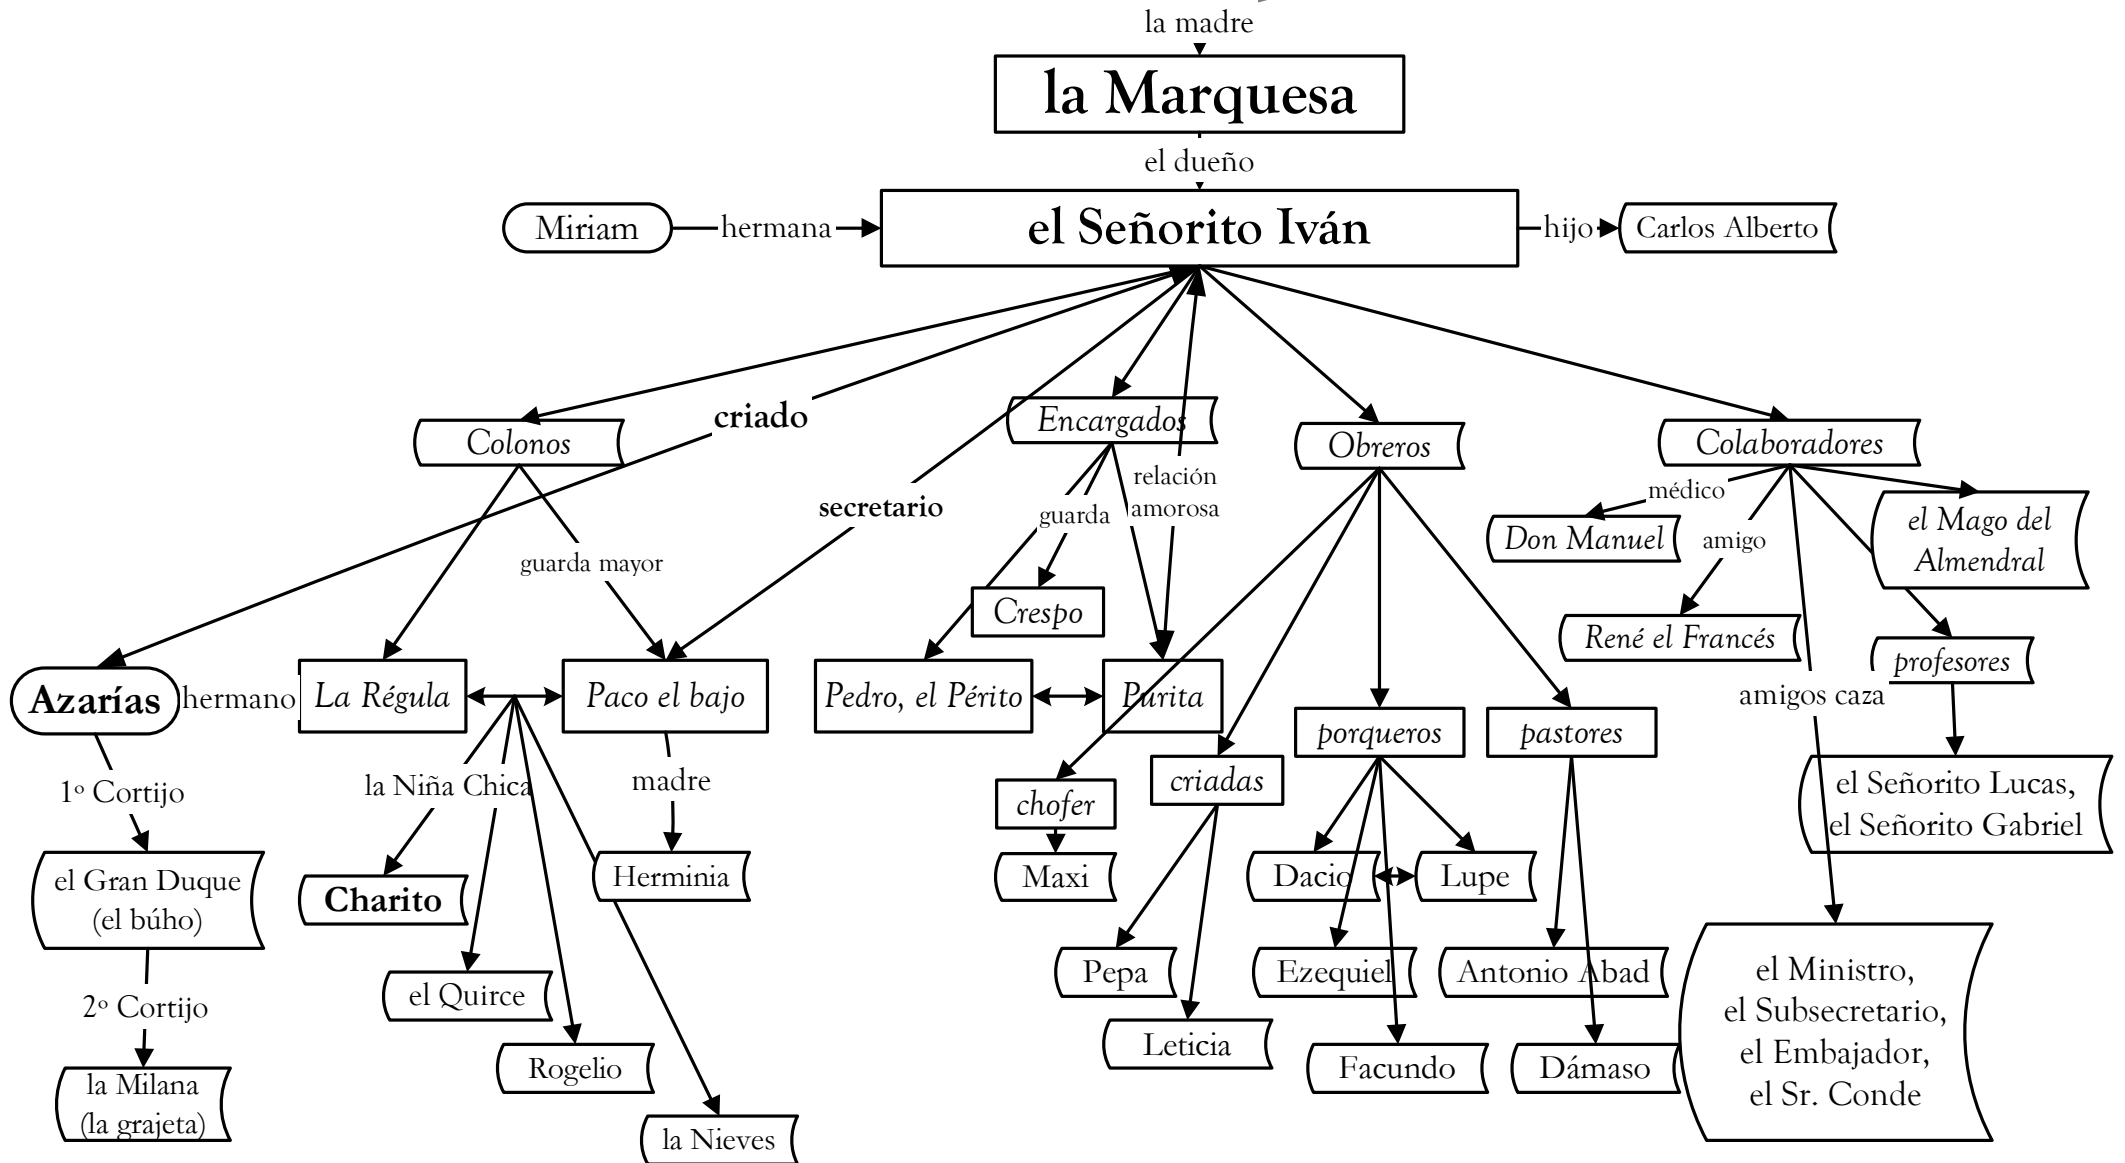 la madre
la Marquesa
el dueño
Miriam
hermana
el Señorito Iván
hijo
Carlos Alberto
criado
Colonos
Encargados
Obreros
Colaboradores
secretario
guarda mayor
guarda
relación
amorosa
médico
Don Manuel
amigo
el Mago del
Almendral
Crespo
René el Francés
profesores
Azarías
hermano
La Régula
Paco el bajo
Pedro, el Périto
Purita
porqueros
pastores
amigos caza
1º Cortijo
la Niña Chica
madre
chofer
criadas
el Señorito Lucas,
el Señorito Gabriel
el Gran Duque
(el búho)
Charito
Herminia
Maxi
Dacio
Lupe
2º Cortijo
el Quirce
Pepa
Ezequiel
Antonio Abad
el Ministro,
el Subsecretario,
el Embajador,
el Sr. Conde
la Milana
(la grajeta)
Rogelio
Leticia
Facundo
Dámaso
la Nieves